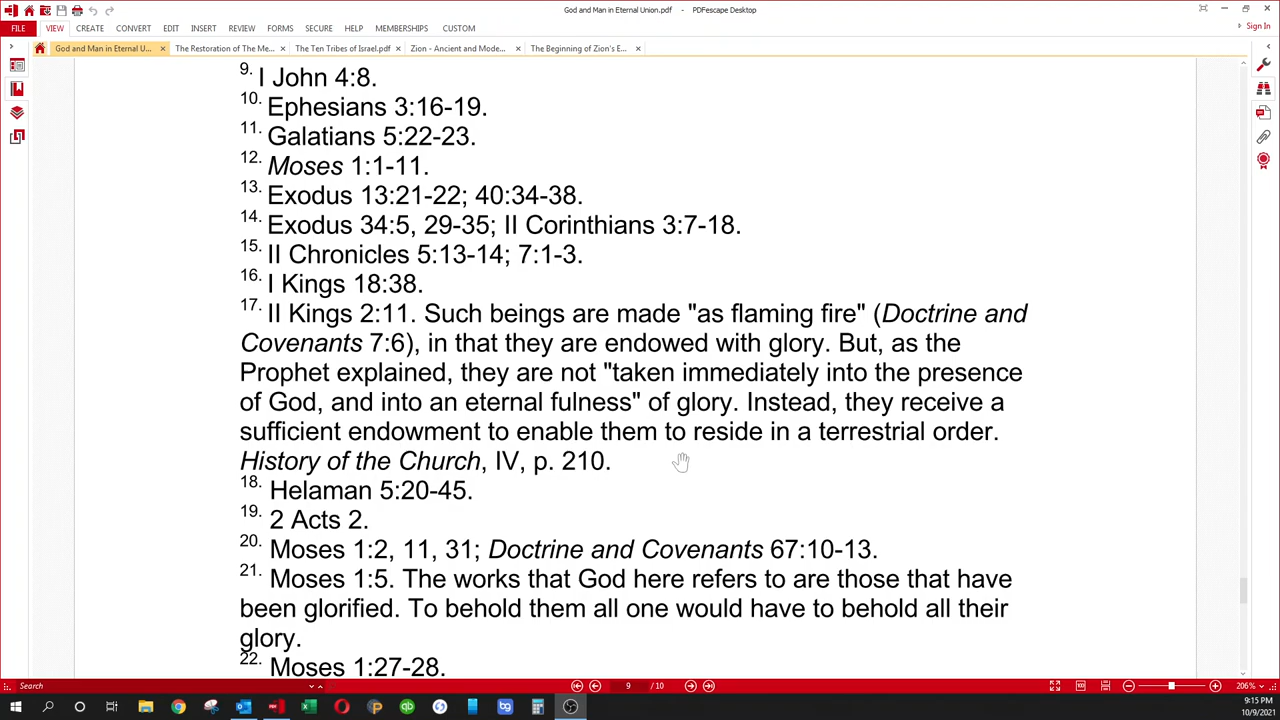 God and Man in Eternal Union.pdf - PDFescape Desktop
FILE VIEW CREATE CONVERT EDIT INSERT REVIEW FORMS SECURE HELP MEMBERSHIPS CUSTOM
Sign In
God and Man in Eternal U... The Restoration of The Me... The Ten Tribes of Israel.pdf Zion - Ancient and Mode... The Beginning of Zion's E...
9. I John 4:8.
10. Ephesians 3:16-19.
11. Galatians 5:22-23.
12. Moses 1:1-11.
13. Exodus 13:21-22; 40:34-38.
14. Exodus 34:5, 29-35; II Corinthians 3:7-18.
15. II Chronicles 5:13-14; 7:1-3.
16. I Kings 18:38.
17. II Kings 2:11. Such beings are made "as flaming fire" (Doctrine and
Covenants 7:6), in that they are endowed with glory. But, as the
Prophet explained, they are not "taken immediately into the presence
of God, and into an eternal fulness" of glory. Instead, they receive a
sufficient endowment to enable them to reside in a terrestrial order.
History of the Church, IV, p. 210.
18. Helaman 5:20-45.
19. 2 Acts 2.
20. Moses 1:2, 11, 31; Doctrine and Covenants 67:10-13.
21. Moses 1:5. The works that God here refers to are those that have
been glorified. To behold them all one would have to behold all their
glory.
22. Moses 1:27-28.
Search 9 / 10 206%
9:15 PM
10/9/2021